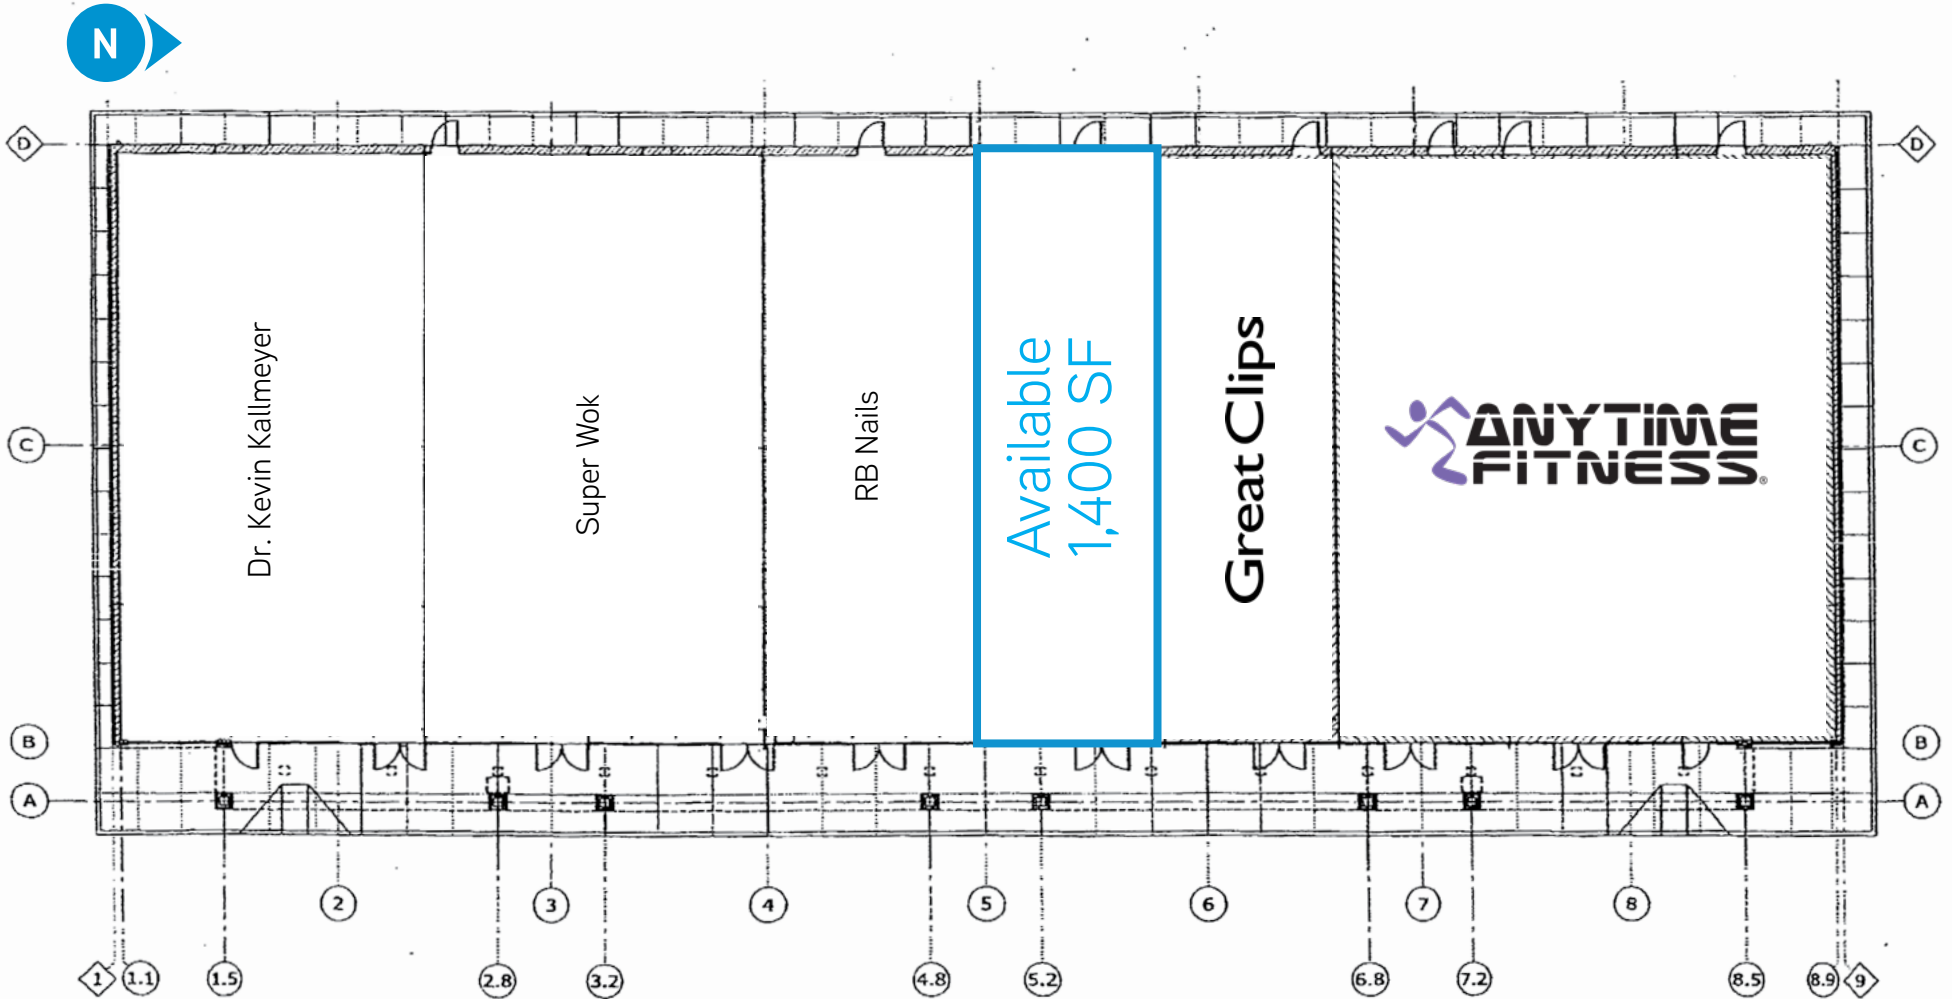 N
D
D
Dr. Kevin Kallmeyer
Super Wok
RB Nails
Available
1,400 SF
Great Clips
ANYTIME
FITNESS®
C
C
B
B
A
A
2
3
4
5
6
7
8
1
1.1
1.5
2.8
3.2
4.8
5.2
6.8
7.2
8.5
8.9
9